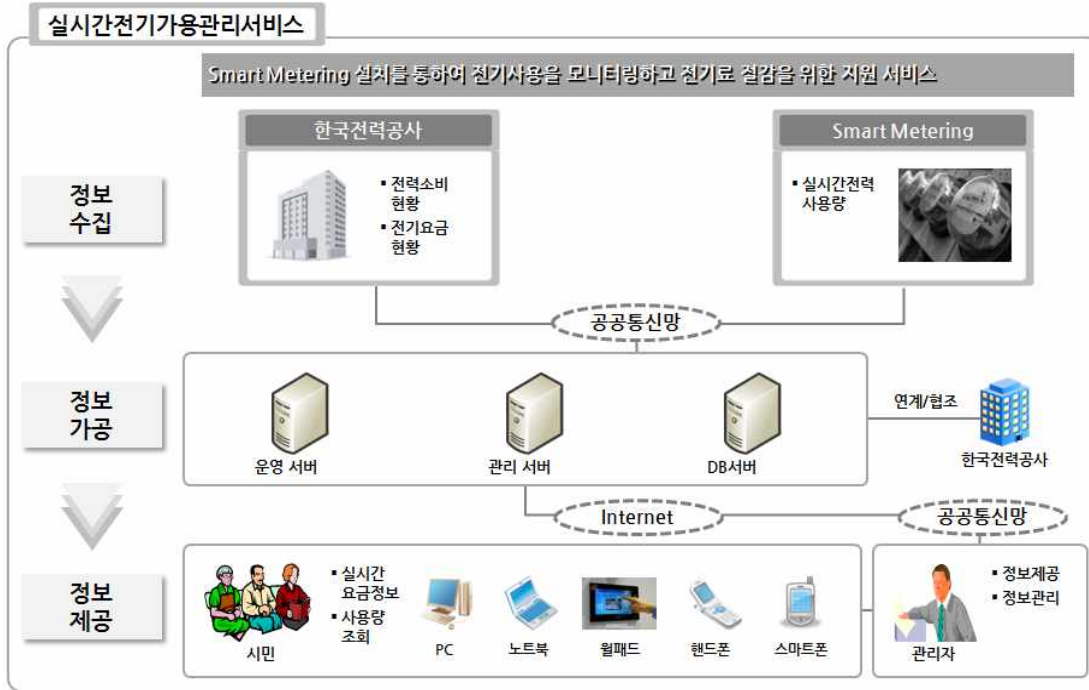 실시간전기가용관리서비스
Smart Metering 설치를 통하여 전기사용을 모니터링하고 전기료 절감을 위한 지원 서비스
한국전력공사
Smart Metering
정보
수집
▪ 전력소비
현황
▪ 전기요금
현황
▪ 실시간전력
사용량
공공통신망
정보
가공
운영 서버
관리 서버
DB서버
연계/협조
한국전력공사
Internet
공공통신망
정보
제공
시민
▪ 실시간
요금정보
▪ 사용량
조회
PC
노트북
월패드
핸드폰
스마트폰
관리자
▪ 정보제공
▪ 정보관리